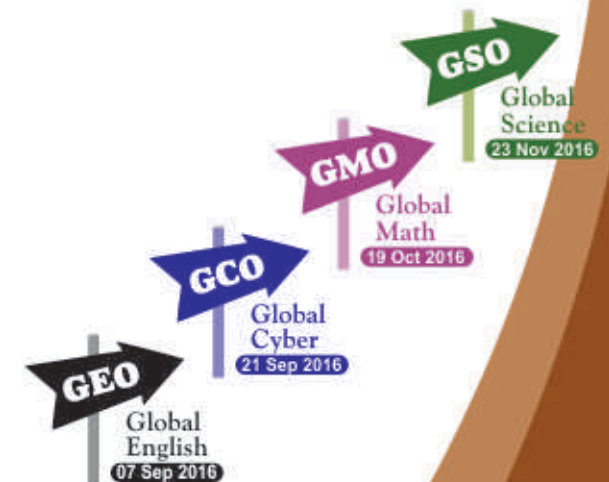 GSO
Global
Science
23 Nov 2016
GMO
Global
Math
19 Oct 2016
GCO
Global
Cyber
21 Sep 2016
GEO
Global
English
07 Sep 2016